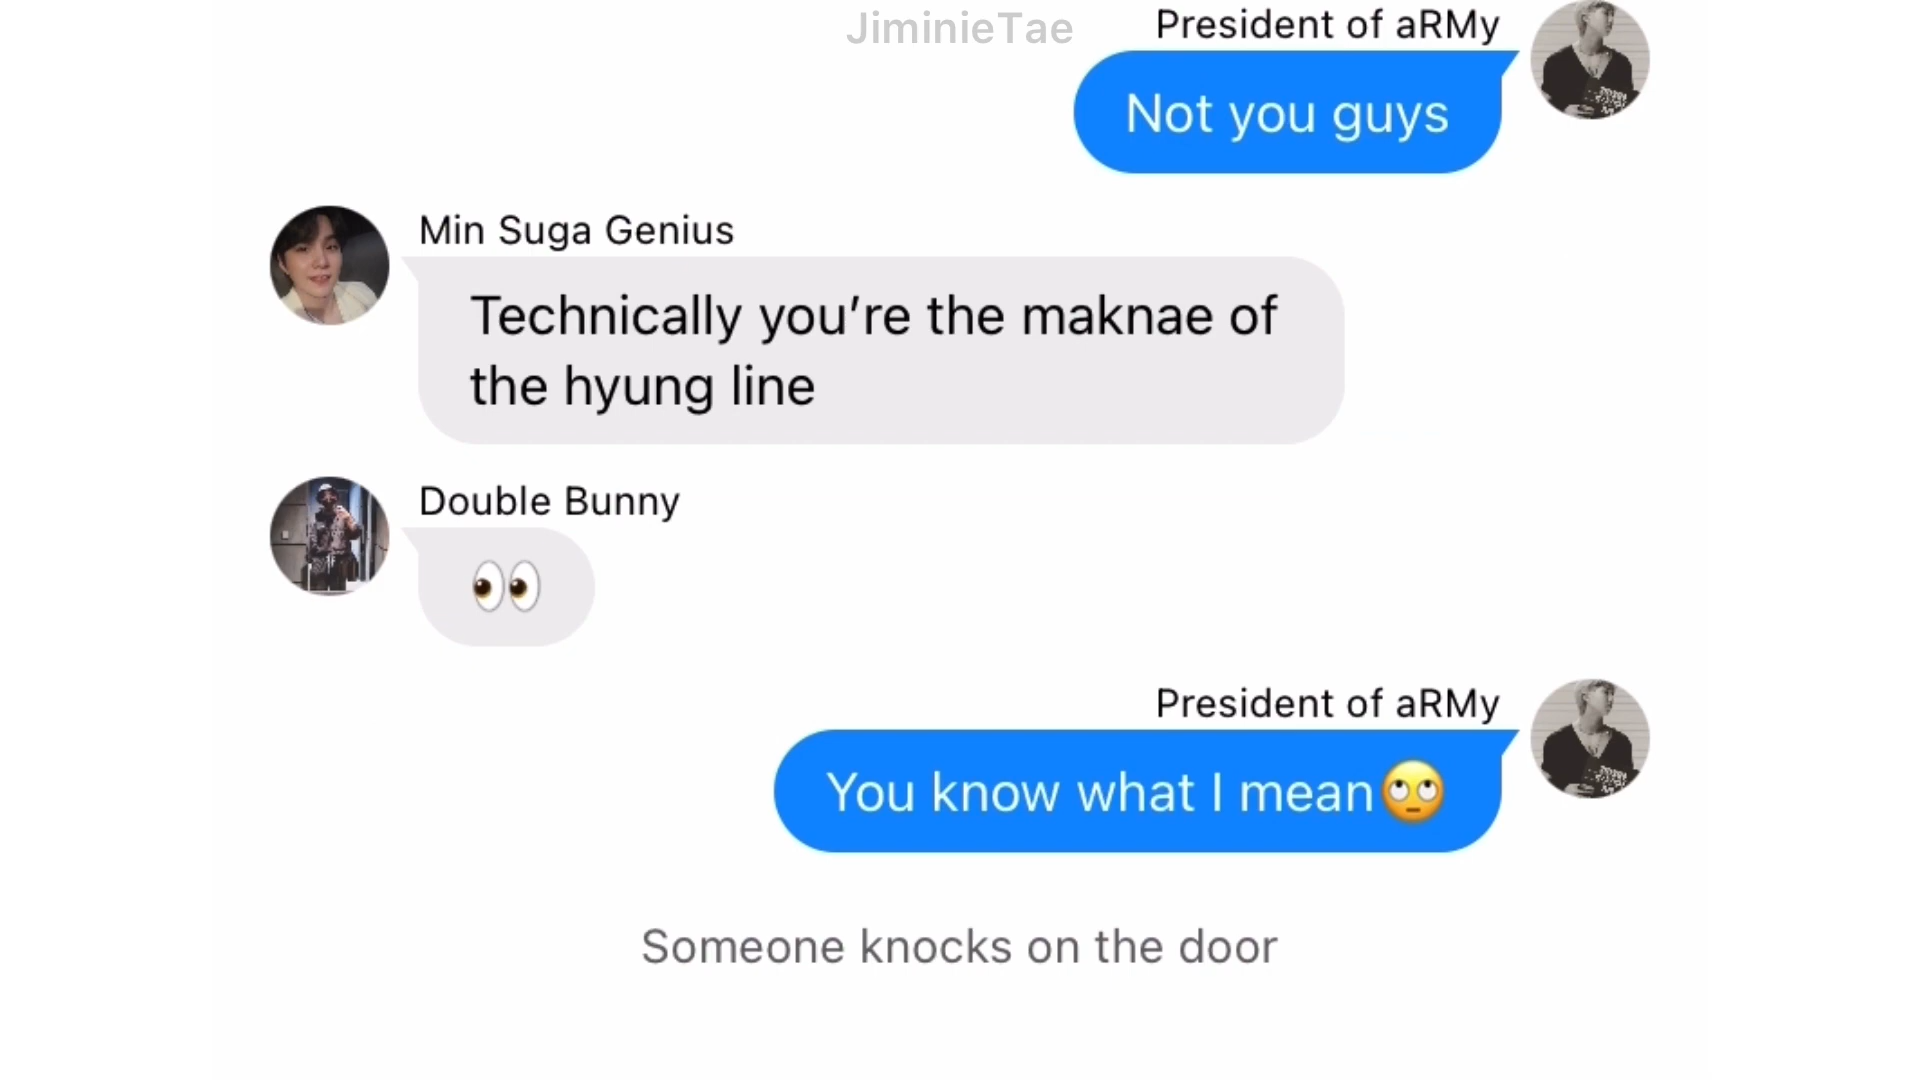 JiminieTae
President of aRMy
Not you guys
Min Suga Genius
Technically you’re the maknae of
the hyung line
Double Bunny
👀
President of aRMy
You know what I mean🙄
Someone knocks on the door